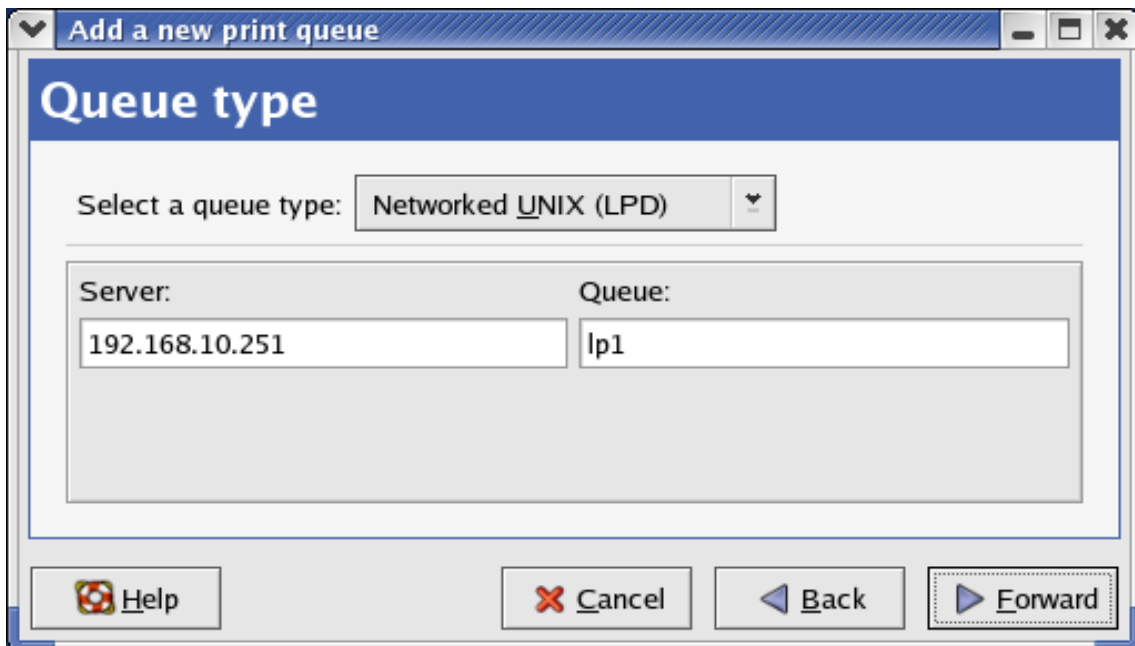 Add a new print queue
Queue type
Select a queue type: Networked UNIX (LPD)
Server: Queue:
192.168.10.251 lp1
Help Cancel Back Forward